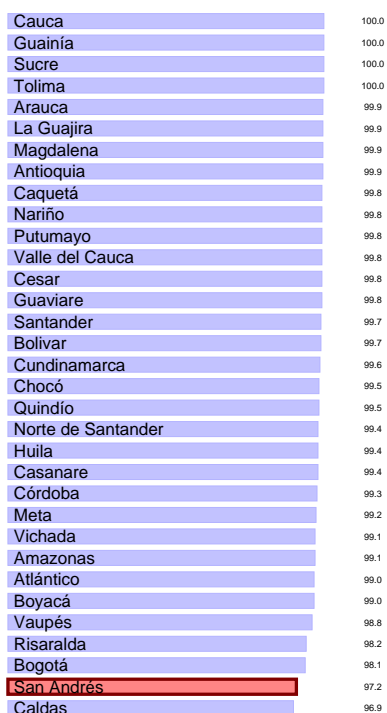 Cauca 100.0
Guainía 100.0
Sucre 100.0
Tolima 100.0
Arauca 99.9
La Guajira 99.9
Magdalena 99.9
Antioquia 99.9
Caquetá 99.8
Nariño 99.8
Putumayo 99.8
Valle del Cauca 99.8
Cesar 99.8
Guaviare 99.8
Santander 99.7
Bolivar 99.7
Cundinamarca 99.6
Chocó 99.5
Quindío 99.5
Norte de Santander 99.4
Huila 99.4
Casanare 99.4
Córdoba 99.3
Meta 99.2
Vichada 99.1
Amazonas 99.1
Atlántico 99.0
Boyacá 99.0
Vaupés 98.8
Risaralda 98.2
Bogotá 98.1
San Andrés 97.2
Caldas 96.9